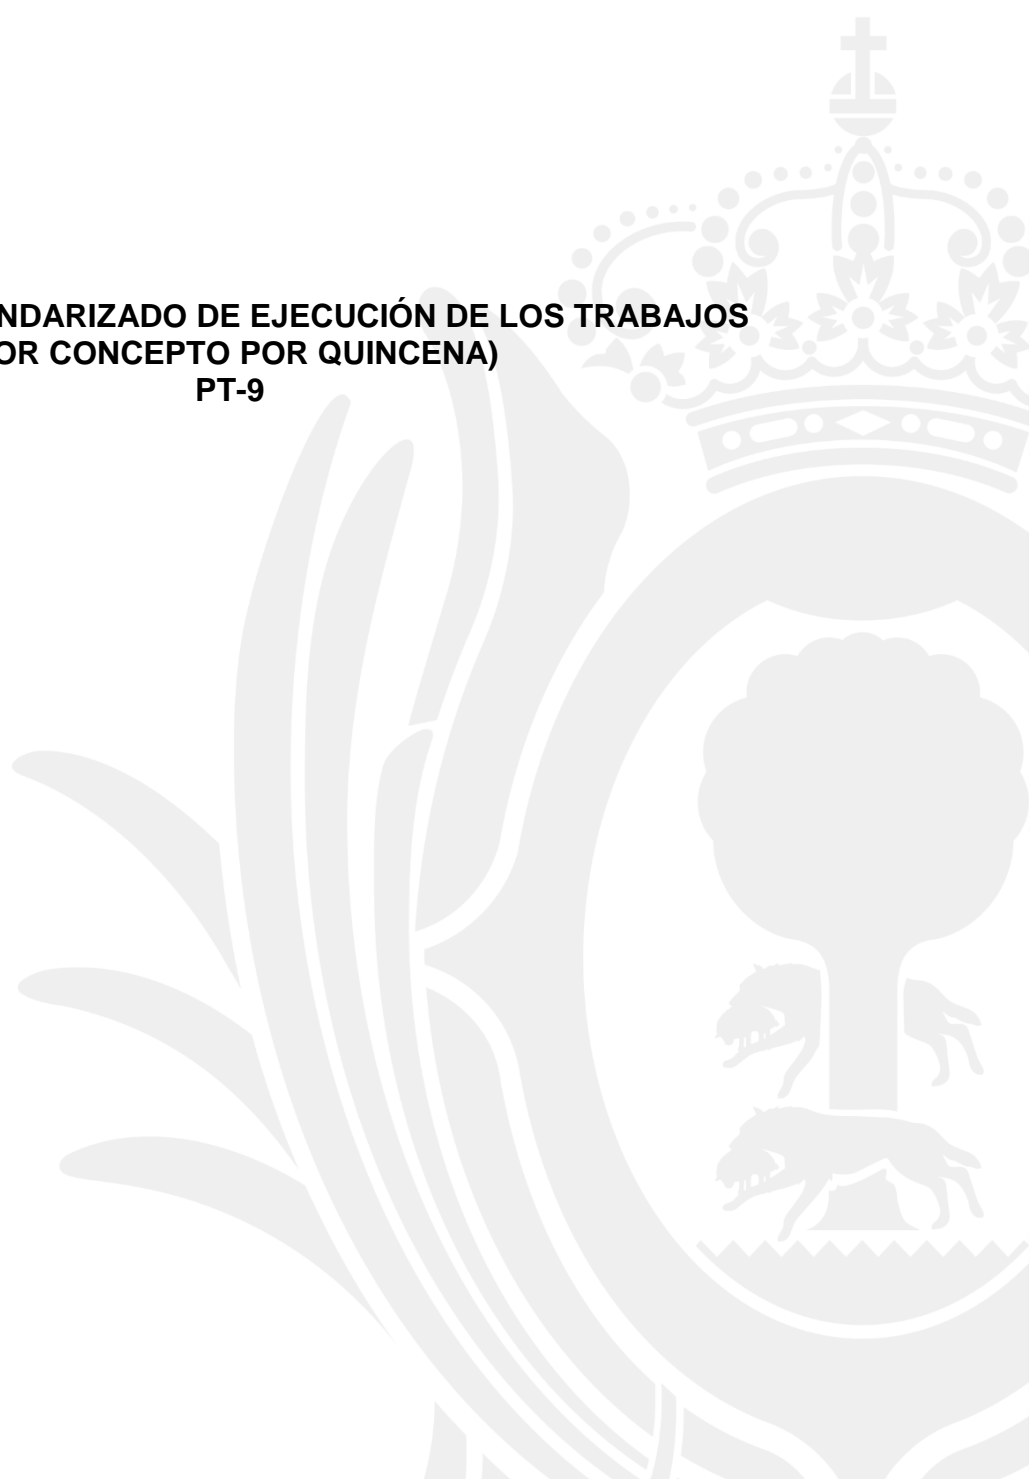 NDARIZADO DE EJECUCIÓN DE LOS TRABAJOS
OR CONCEPTO POR QUINCENA)
PT-9